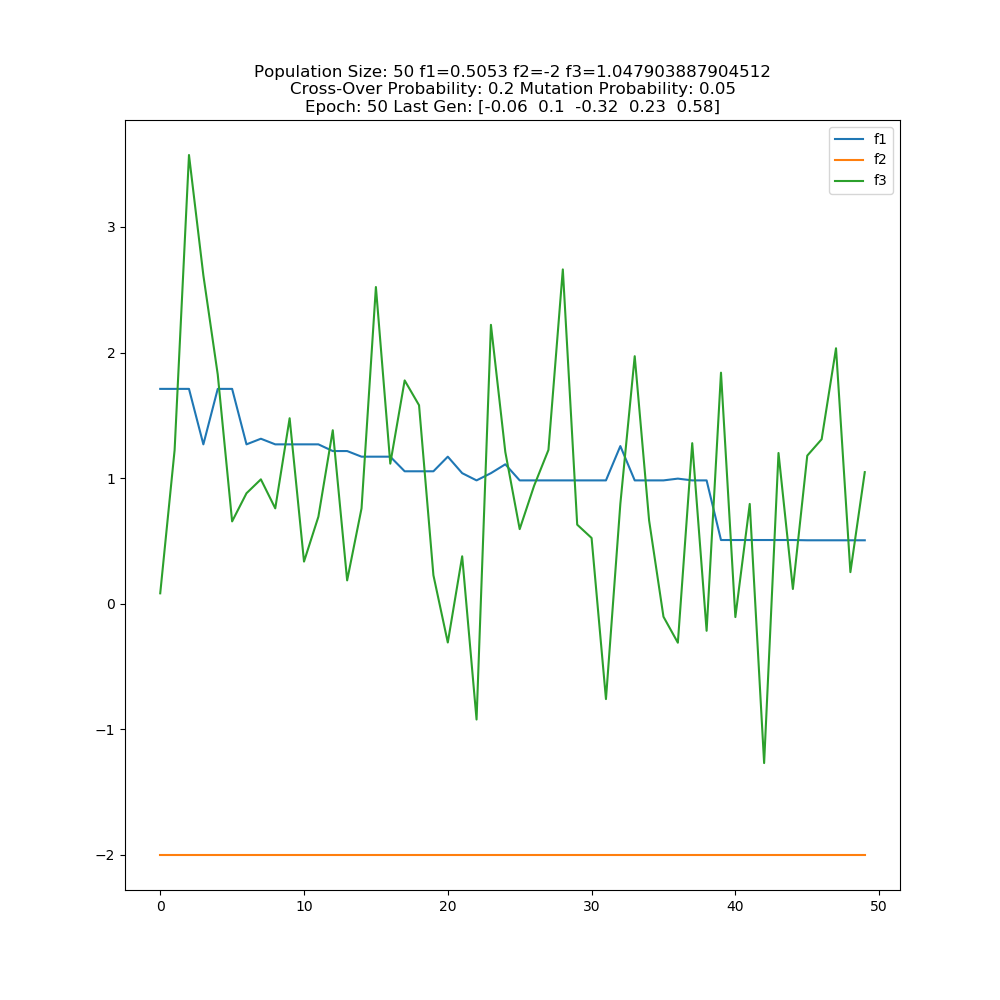 Population Size: 50 f1=0.5053 f2=-2 f3=1.047903887904512
Cross-Over Probability: 0.2 Mutation Probability: 0.05
Epoch: 50 Last Gen: [-0.06  0.1  -0.32  0.23  0.58]
f1
f2
f3
3
2
1
0
−1
−2
0 10 20 30 40 50